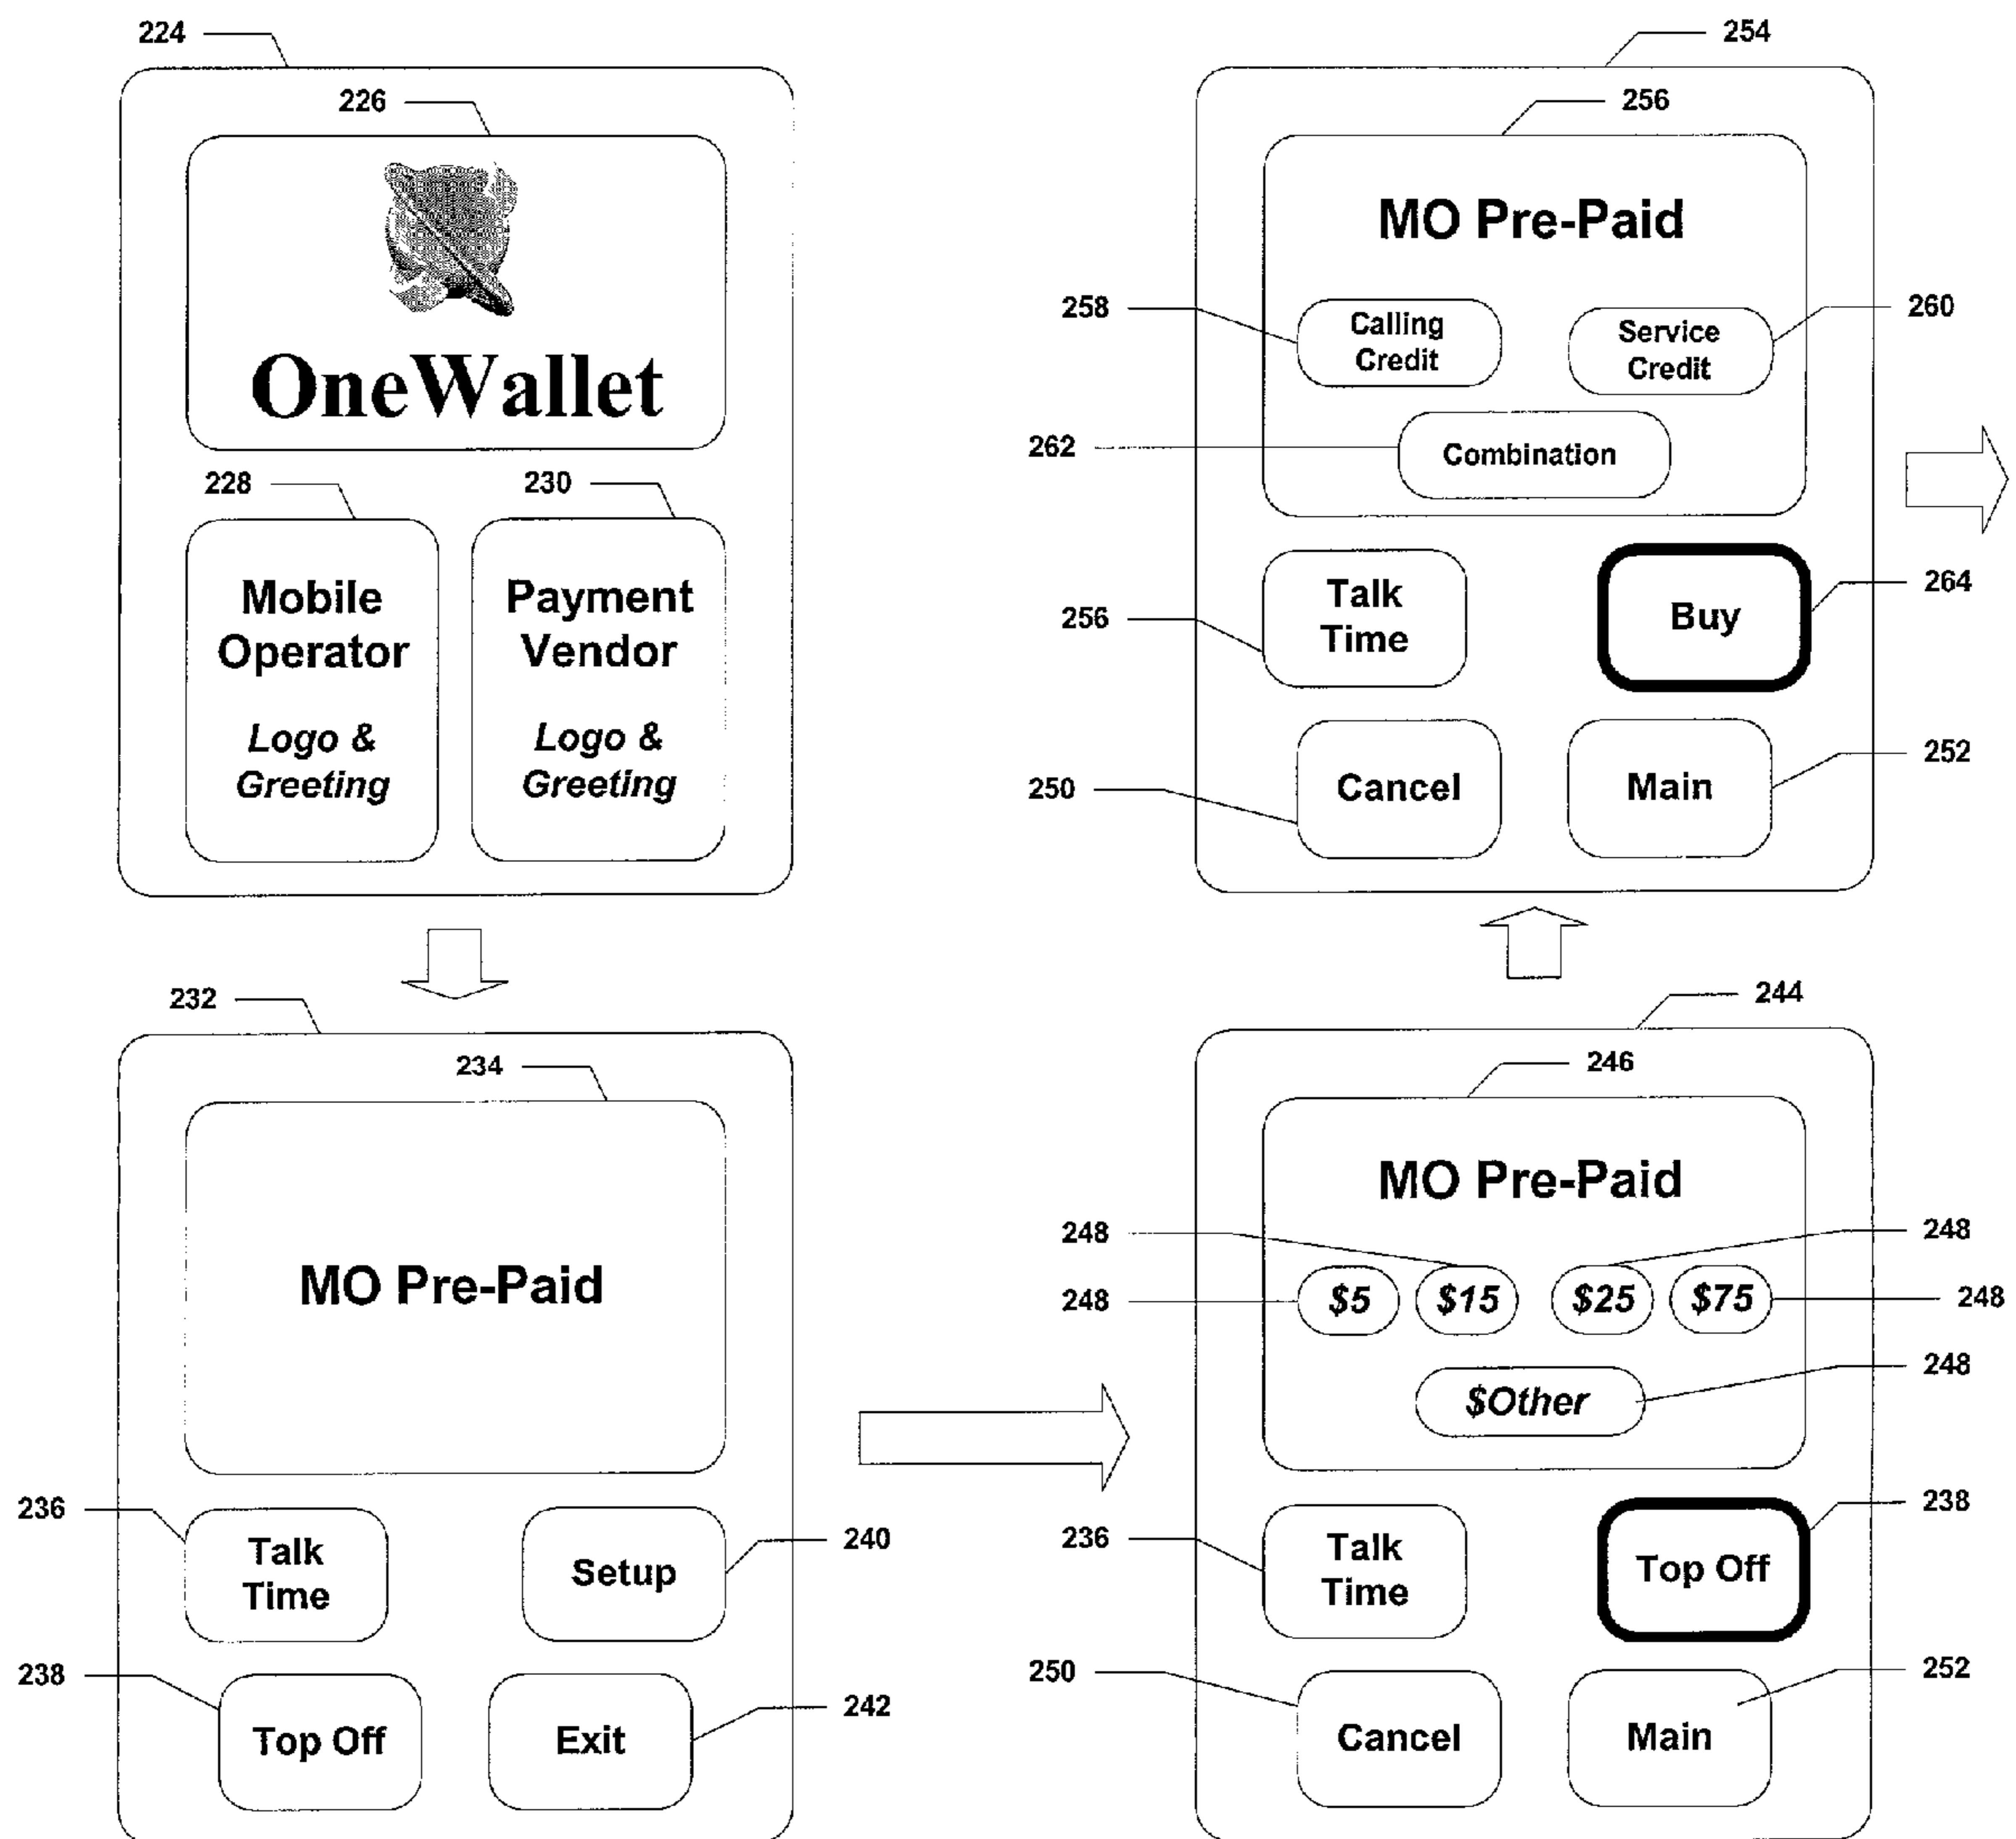 224
226
OneWallet
228
230
Mobile
Operator
Logo &
Greeting
Payment
Vendor
Logo &
Greeting
232
234
MO Pre-Paid
236
Talk
Time
Setup
240
238
Top Off
Exit
242
244
246
MO Pre-Paid
248
248
248
$5
$15
$25
$75
248
$Other
248
236
Talk
Time
Top Off
238
250
Cancel
Main
252
254
256
MO Pre-Paid
258
Calling
Credit
Service
Credit
260
262
Combination
256
Talk
Time
Buy
264
250
Cancel
Main
252